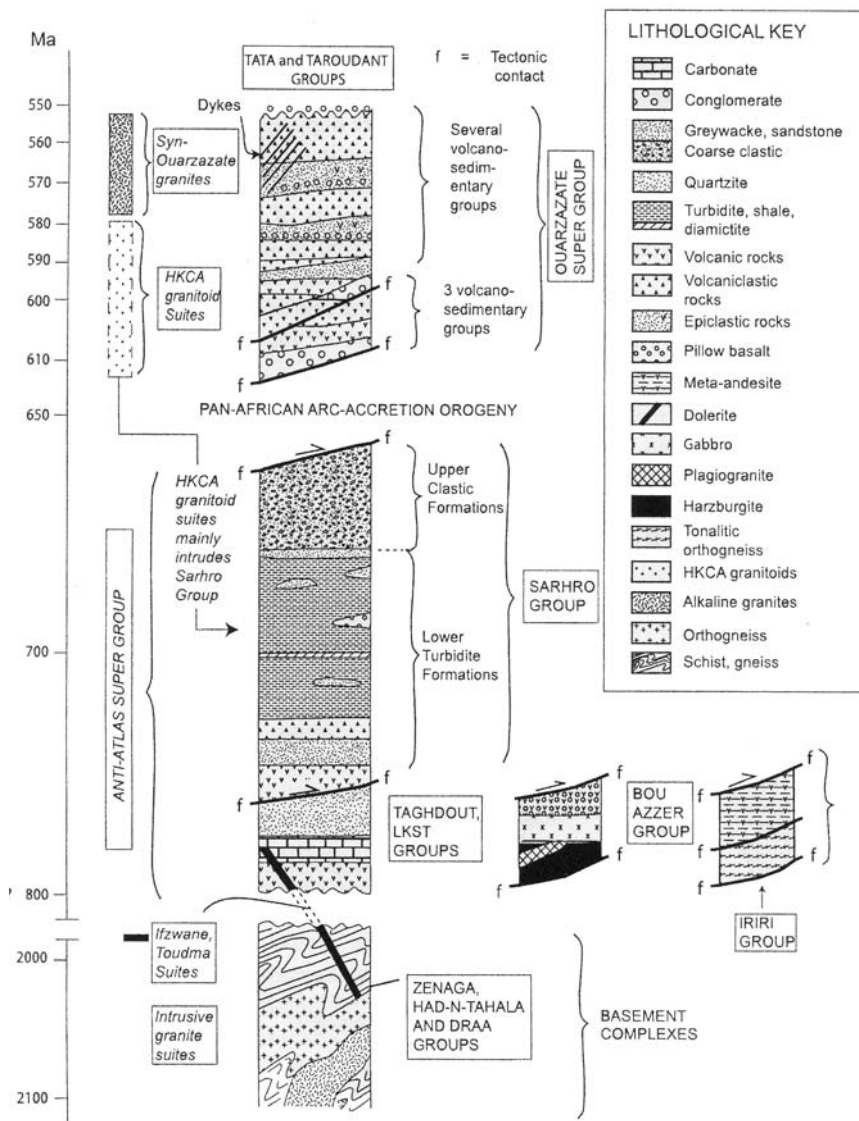 Ma
TATA and TAROUDANT
GROUPS
f = Tectonic
contact
550
560
570
580
590
600
610
650
700
800
2000
2100
Dykes
Syn-
Ouarzazate
granites
HKCA
granitoid
Suites
Several
volcano-
sedim-
entary
groups
3 volcano-
sedimentary
groups
OUARZAZATE
SUPER GROUP
f
f
f
f
PAN-AFRICAN ARC-ACCRETION OROGENY
f
f
HKCA
granitoid
suites
mainly
intrudes
Sarhro
Group
ANTI-ATLAS SUPER GROUP
Upper
Clastic
Formations
Lower
Turbidite
Formations
SARHRO
GROUP
f
f
TAGHDOUT,
LKST
GROUPS
f
f
f
f
BOU
AZZER
GROUP
f
f
f
f
f
f
IRIRI
GROUP
Ifzwane,
Toudma
Suites
Intrusive
granite
suites
ZENAGA,
HAD-N-TAHALA
AND DRAA
GROUPS
BASEMENT
COMPLEXES
LITHOLOGICAL KEY
Carbonate
Conglomerate
Greywacke, sandstone
Coarse clastic
Quartzite
Turbidite, shale,
diamictite
Volcanic rocks
Volcaniclastic
rocks
Epiclastic rocks
Pillow basalt
Meta-andesite
Dolerite
Gabbro
Plagiogranite
Harzburgite
Tonalitic
orthogneiss
HKCA granitoids
Alkaline granites
Orthogneiss
Schist, gneiss